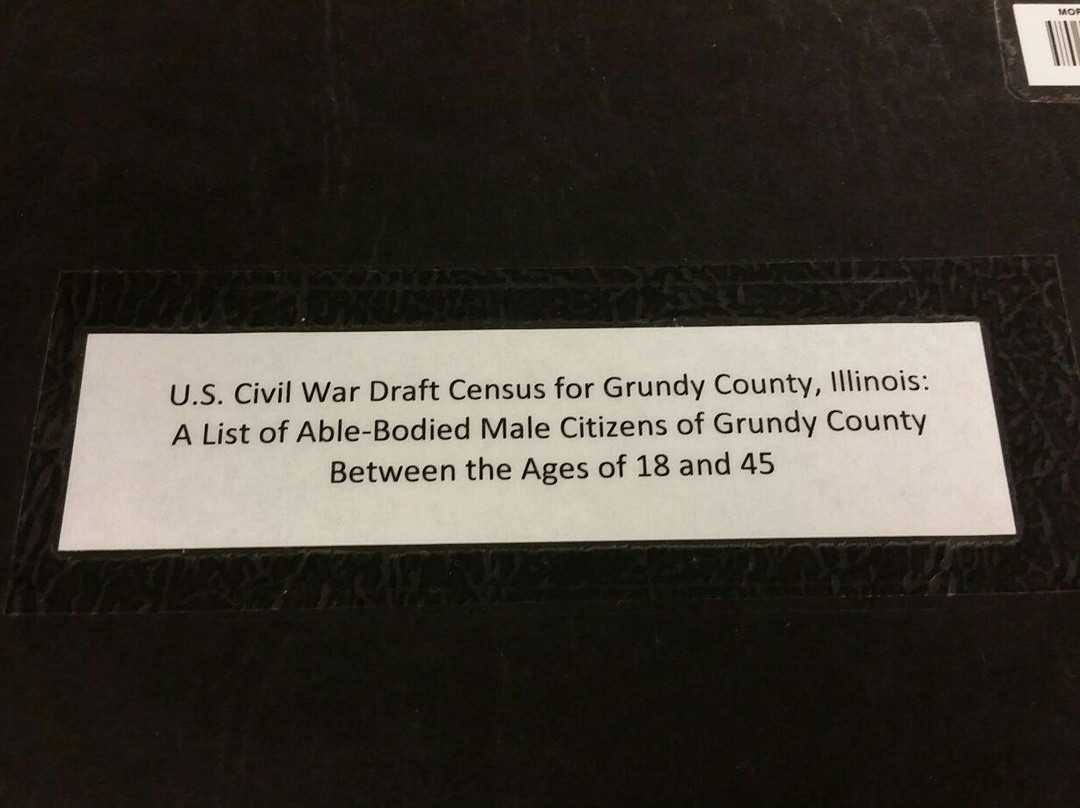 U.S. Civil War Draft Census for Grundy County, Illinois:
A List of Able-Bodied Male Citizens of Grundy County
Between the Ages of 18 and 45